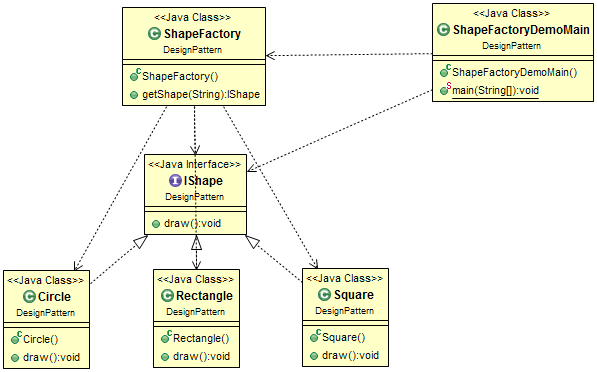 <<Java Class>>
ShapeFactory
DesignPattern
ShapeFactory()
getShape(String):IShape
<<Java Class>>
ShapeFactoryDemoMain
DesignPattern
ShapeFactoryDemoMain()
main(String[]):void
<<Java Interface>>
IShape
DesignPattern
draw():void
<<Java Class>>
Circle
DesignPattern
Circle()
draw():void
<<Java Class>>
Rectangle
DesignPattern
Rectangle()
draw():void
<<Java Class>>
Square
DesignPattern
Square()
draw():void